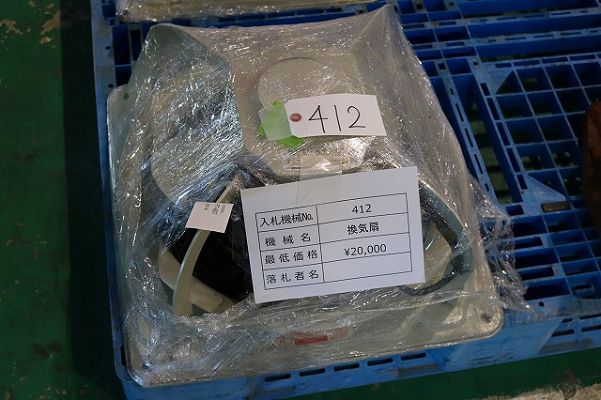 412
入札機械No. 412
機械名 換気扇
最低価格 ¥20,000
落札者名